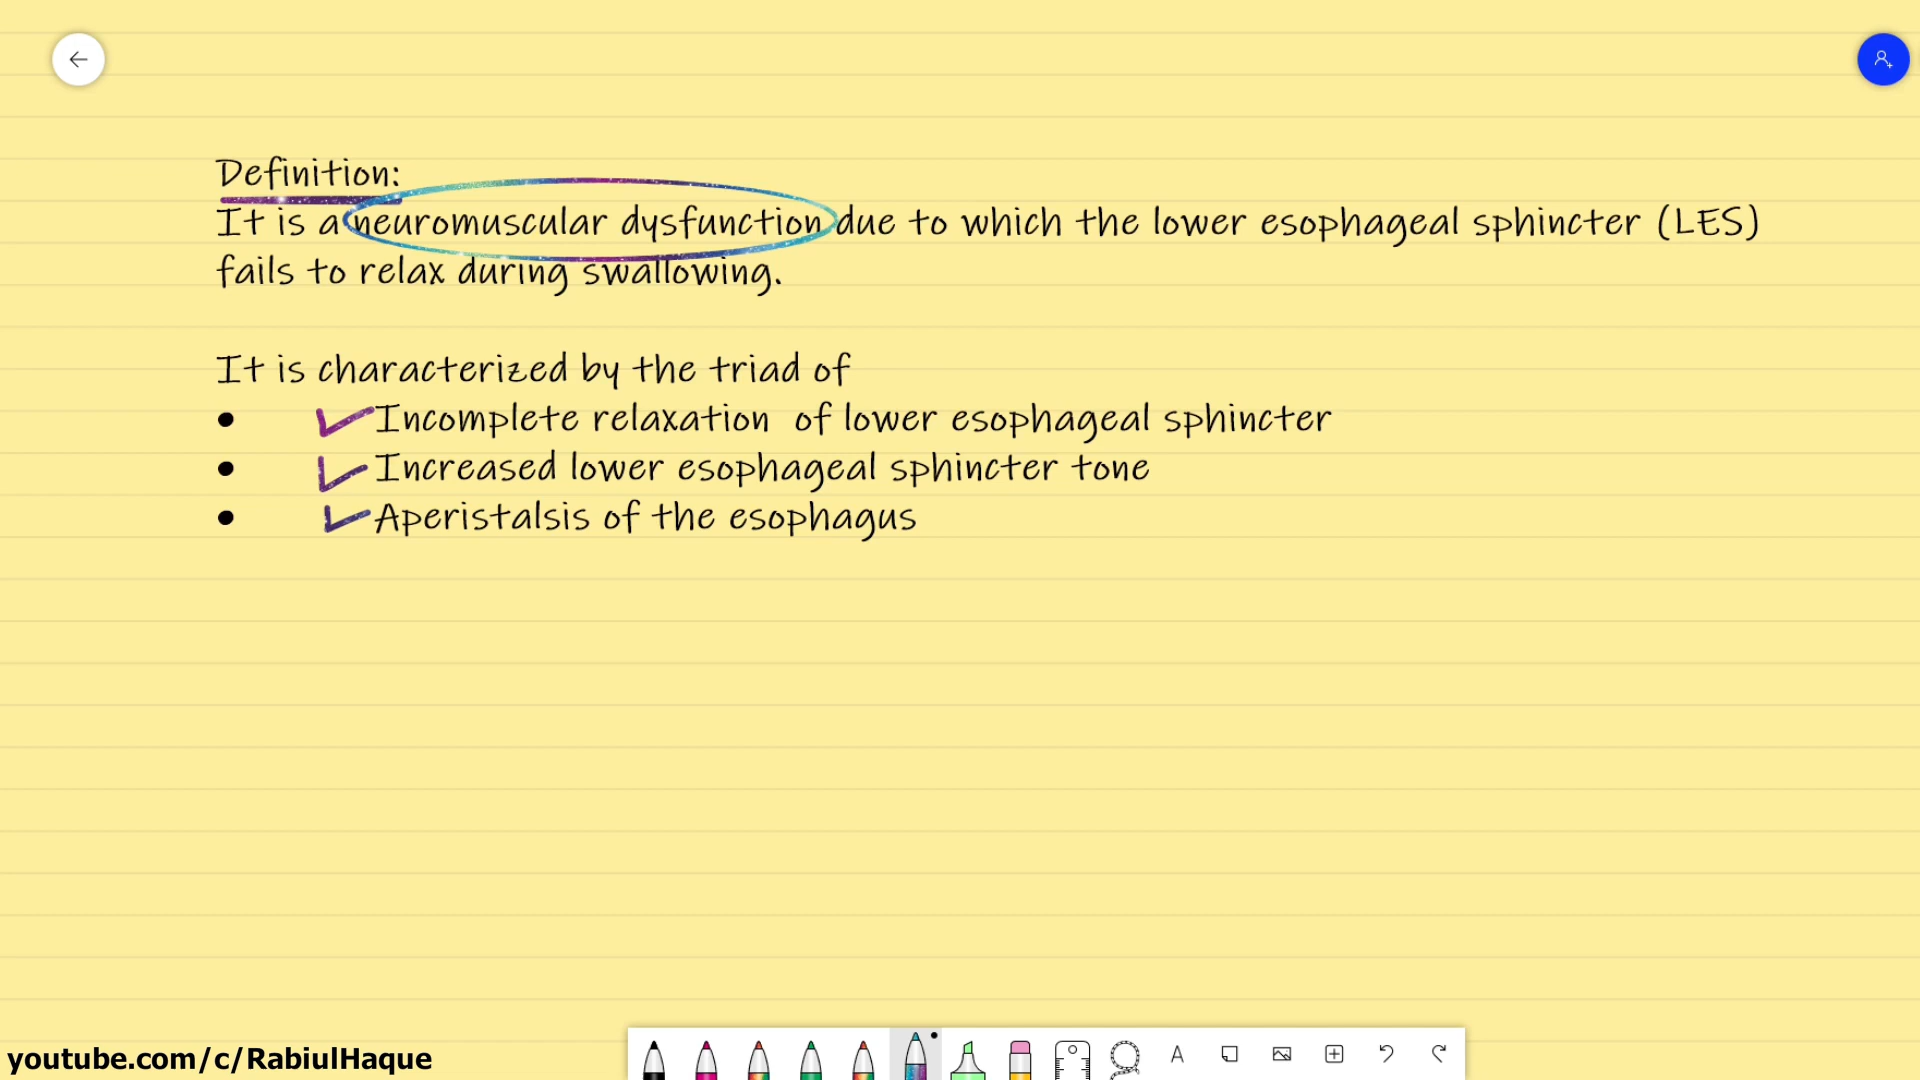 Definition:
It is a neuromuscular dysfunction due to which the lower esophageal sphincter (LES)
fails to relax during swallowing.
It is characterized by the triad of
• Incomplete relaxation of lower esophageal sphincter
• Increased lower esophageal sphincter tone
• Aperistalsis of the esophagus
youtube.com/c/RabiulHaque